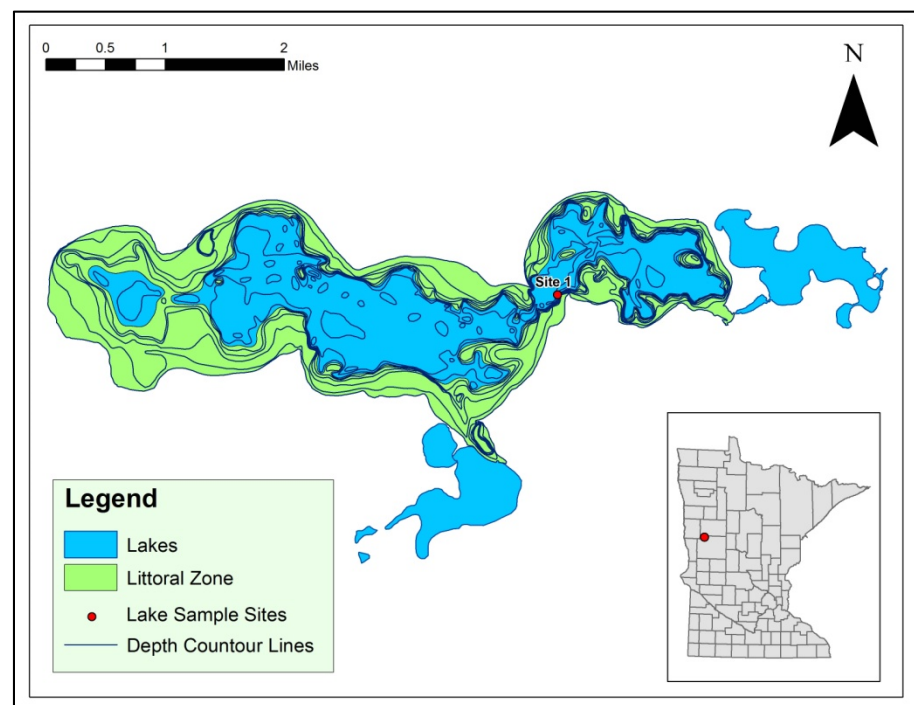 0 0.5 1 2
Miles
N
Site 1
Legend
Lakes
Littoral Zone
Lake Sample Sites
Depth Countour Lines